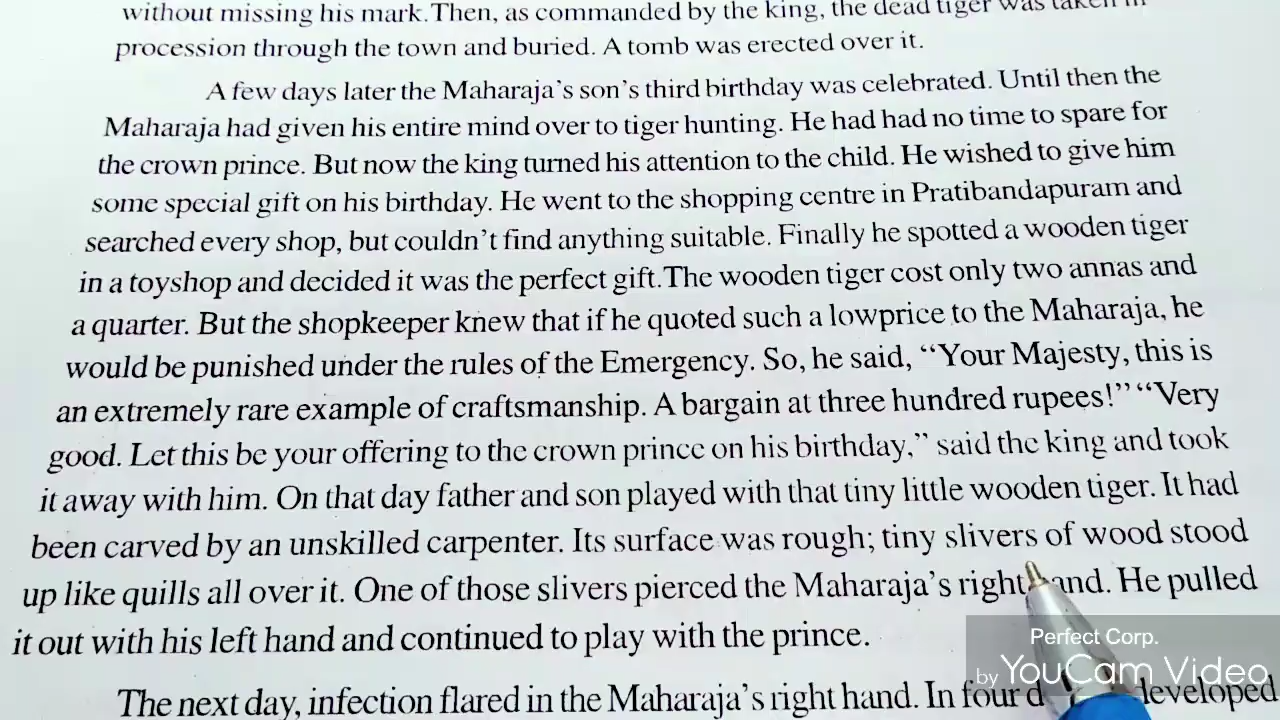 without missing his mark.Then, as commanded by the king, the dead tiger was taken in
procession through the town and buried. A tomb was erected over it.
A few days later the Maharaja's son's third birthday was celebrated. Until then the
Maharaja had given his entire mind over to tiger hunting. He had had no time to spare for
the crown prince. But now the king turned his attention to the child. He wished to give him
some special gift on his birthday. He went to the shopping centre in Pratibandapuram and
searched every shop, but couldn't find anything suitable. Finally he spotted a wooden tiger
in a toyshop and decided it was the perfect gift.The wooden tiger cost only two annas and
a quarter. But the shopkeeper knew that if he quoted such a lowprice to the Maharaja, he
would be punished under the rules of the Emergency. So, he said, “Your Majesty, this is
an extremely rare example of craftsmanship. A bargain at three hundred rupees!” “Very
good. Let this be your offering to the crown prince on his birthday,” said the king and took
it away with him. On that day father and son played with that tiny little wooden tiger. It had
been carved by an unskilled carpenter. Its surface was rough; tiny slivers of wood stood
up like quills all over it. One of those slivers pierced the Maharaja's right and. He pulled
it out with his left hand and continued to play with the prince.
The next day, infection flared in the Maharaja's right hand. In four developed
Perfect Corp.
by YouCam Video